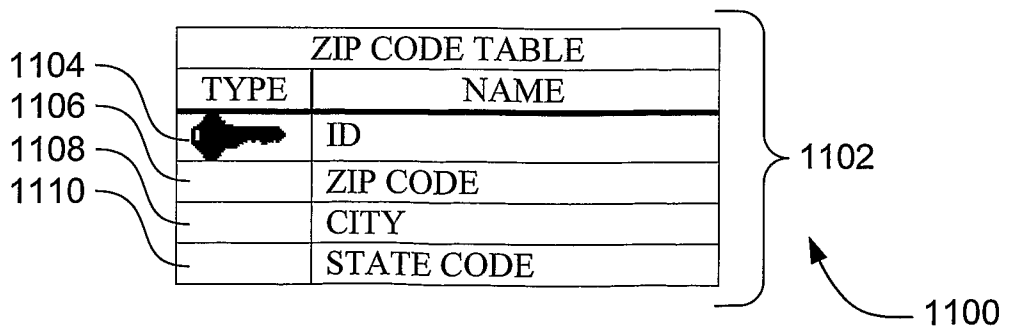 ZIP CODE TABLE
1104
TYPE NAME
1106
ID
1108
1102
ZIP CODE
1110
CITY
STATE CODE
1100